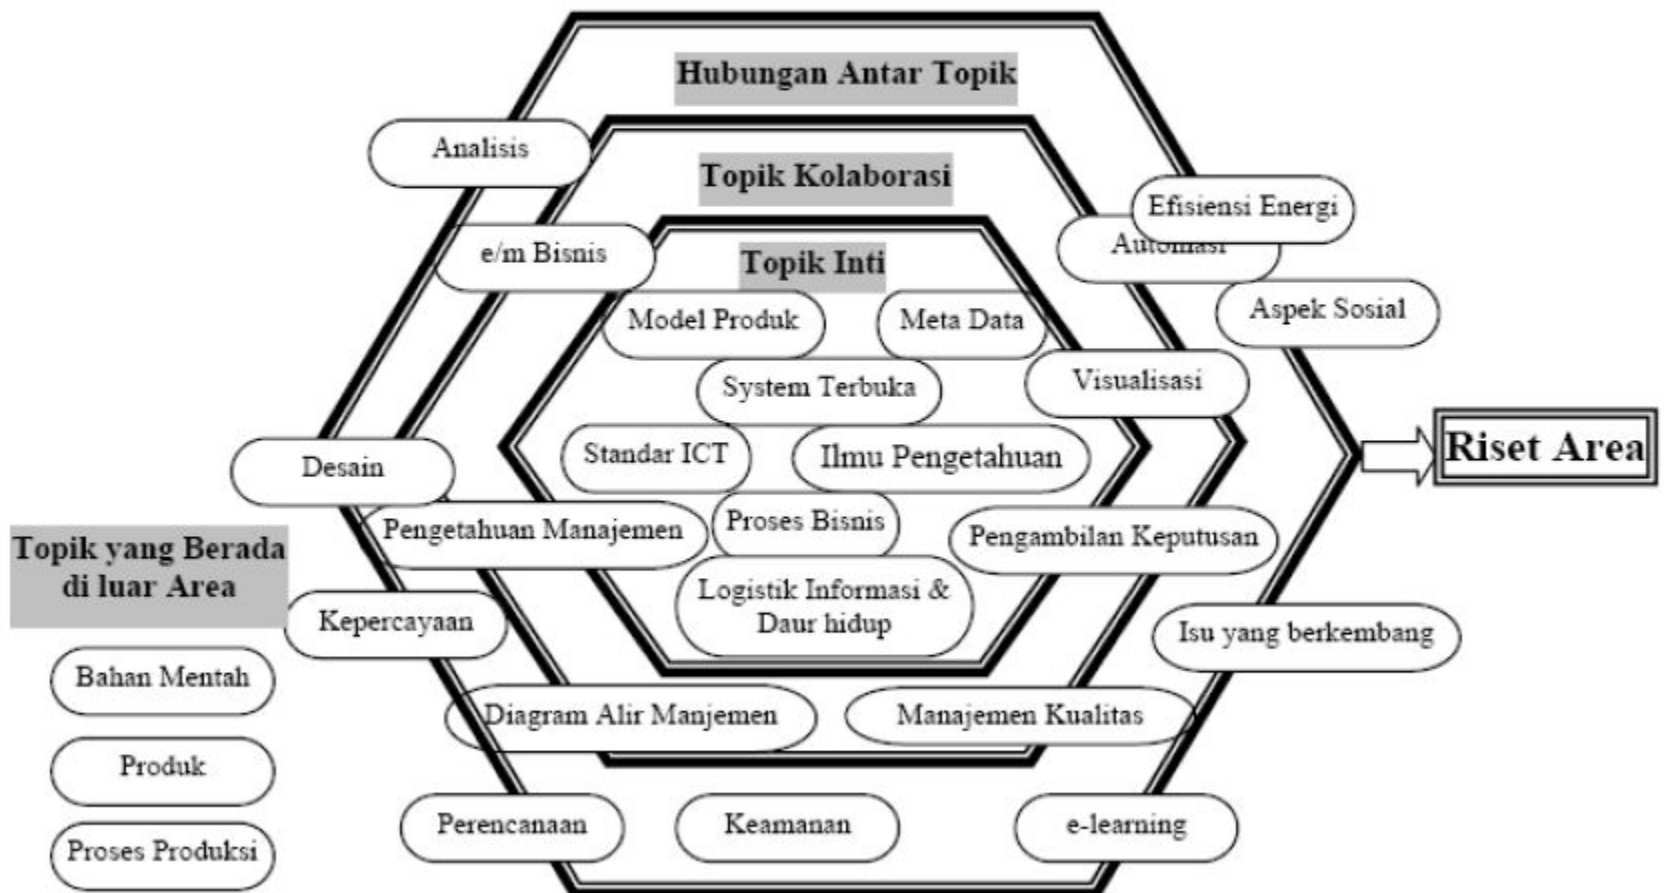 Hubungan Antar Topik
Analisis
Topik Kolaborasi
Efisiensi Energi
Automasi
e/m Bisnis
Topik Inti
Aspek Sosial
Model Produk
Meta Data
System Terbuka
Visualisasi
Standar ICT
Ilmu Pengetahuan
Desain
Riset Area
Pengetahuan Manajemen
Proses Bisnis
Pengambilan Keputusan
Topik yang Berada
di luar Area
Logistik Informasi &
Daur hidup
Kepercayaan
Isu yang berkembang
Bahan Mentah
Diagram Alir Manjemen
Manajemen Kualitas
Produk
Perencanaan
Keamanan
e-learning
Proses Produksi